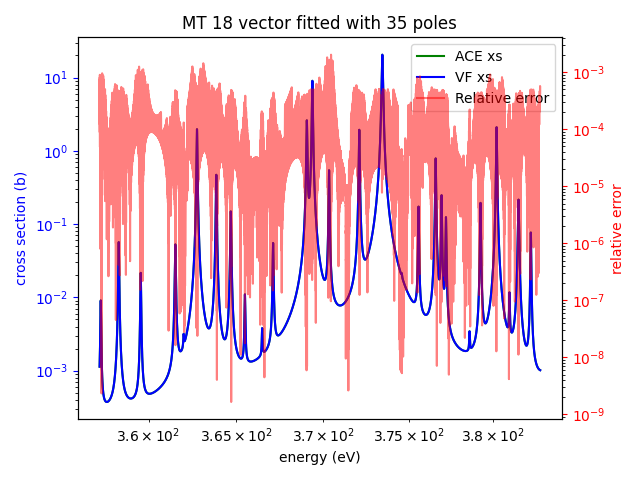 MT 18 vector fitted with 35 poles
ACE xs
VF xs
Relative error
cross section (b)
10¹
10⁰
10⁻¹
10⁻²
10⁻³
10⁻³
10⁻⁴
10⁻⁵
10⁻⁶
10⁻⁷
10⁻⁸
10⁻⁹
relative error
3.6 × 10² 3.65 × 10² 3.7 × 10² 3.75 × 10² 3.8 × 10²
energy (eV)